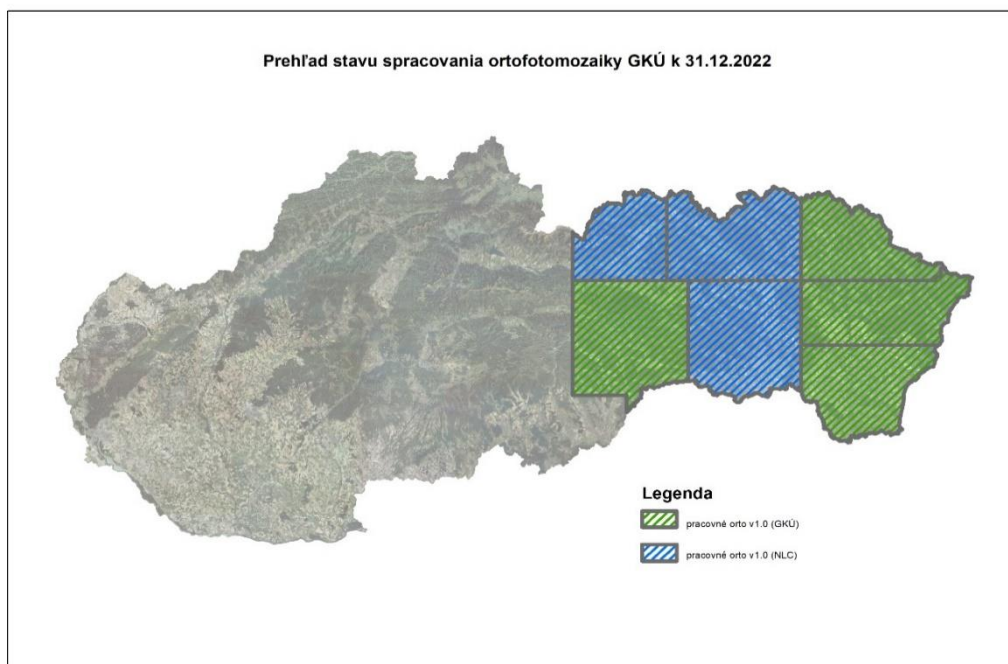 Prehľad stavu spracovania ortofotomozaiky GKÚ k 31.12.2022
Legenda
pracovné orto v1.0 (GKÚ)
pracovné orto v1.0 (NLC)